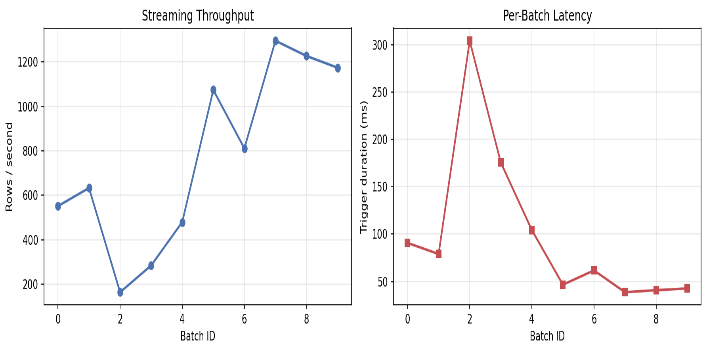 Streaming Throughput
Rows / second
1200
1000
800
600
400
200
0 2 4 6 8
Batch ID
Per-Batch Latency
Trigger duration (ms)
300
250
200
150
100
50
0 2 4 6 8
Batch ID